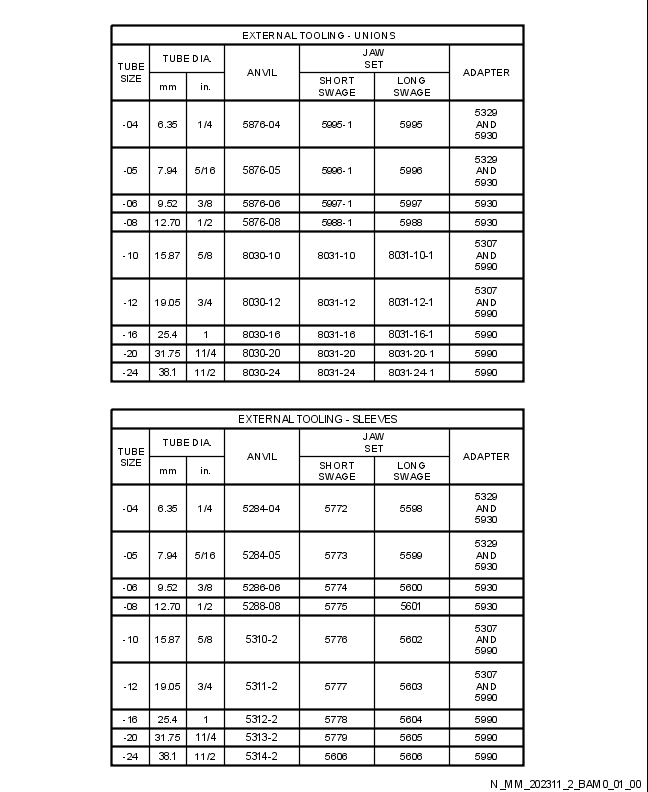 EXTERNAL TOOLING - UNIONS
TUBE SIZE TUBE DIA. ANVIL JAW SET ADAPTER
mm in. SHORT SWAGE LONG SWAGE
-04 6.35 1/4 5876-04 5995-1 5995 5329 AND 5930
-05 7.94 5/16 5876-05 5996-1 5996 5329 AND 5930
-06 9.52 3/8 5876-06 5997-1 5997 5930
-08 12.70 1/2 5876-08 5988-1 5988 5930
-10 15.87 5/8 8030-10 8031-10 8031-10-1 5307 AND 5990
-12 19.05 3/4 8030-12 8031-12 8031-12-1 5307 AND 5990
-16 25.4 1 8030-16 8031-16 8031-16-1 5990
-20 31.75 11/4 8030-20 8031-20 8031-20-1 5990
-24 38.1 11/2 8030-24 8031-24 8031-24-1 5990
EXTERNAL TOOLING - SLEEVES
TUBE SIZE TUBE DIA. ANVIL JAW SET ADAPTER
mm in. SHORT SWAGE LONG SWAGE
-04 6.35 1/4 5284-04 5772 5598 5329 AND 5930
-05 7.94 5/16 5284-05 5773 5599 5329 AND 5930
-06 9.52 3/8 5286-06 5774 5600 5930
-08 12.70 1/2 5288-08 5775 5601 5930
-10 15.87 5/8 5310-2 5776 5602 5307 AND 5990
-12 19.05 3/4 5311-2 5777 5603 5307 AND 5990
-16 25.4 1 5312-2 5778 5604 5990
-20 31.75 11/4 5313-2 5779 5605 5990
-24 38.1 11/2 5314-2 5606 5606 5990
N_MM_202311_2_BAM0_01_00